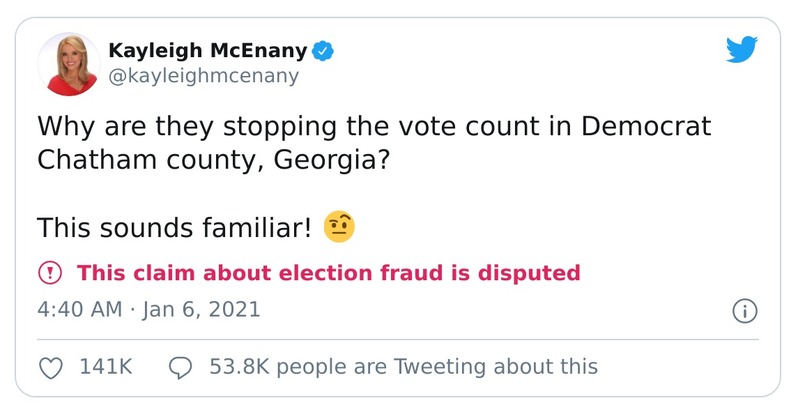 Kayleigh McEnany
@kayleighmcenany
Why are they stopping the vote count in Democrat
Chatham county, Georgia?
This sounds familiar! 🤨
This claim about election fraud is disputed
4:40 AM · Jan 6, 2021
141K 53.8K people are Tweeting about this